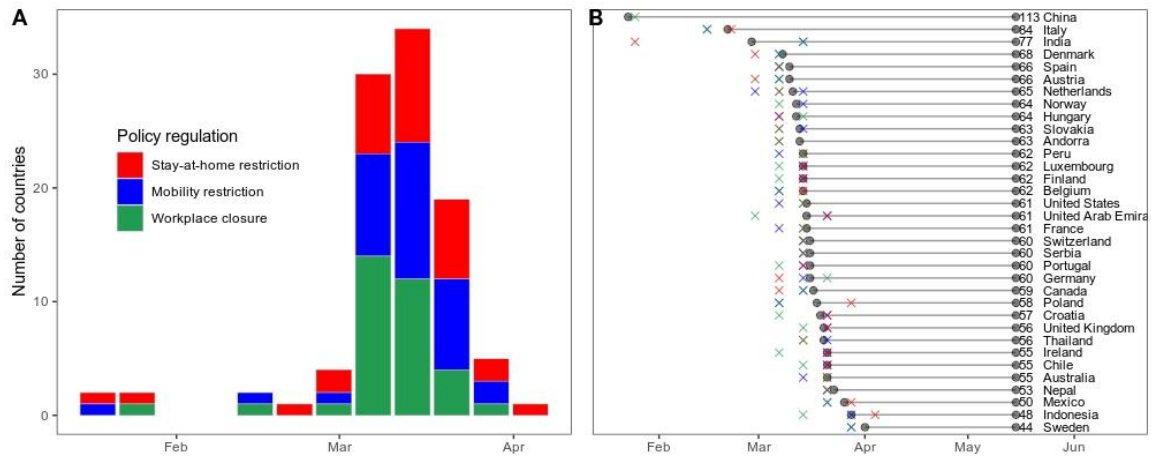 A
Number of countries
30
20
10
0
Policy regulation
Stay-at-home restriction
Mobility restriction
Workplace closure
Feb Mar Apr
B
113 China
84 Italy
77 India
68 Denmark
66 Spain
66 Austria
65 Netherlands
64 Norway
64 Hungary
63 Slovakia
63 Andorra
62 Peru
62 Luxembourg
62 Finland
62 Belgium
61 United States
61 United Arab Emira
61 France
60 Switzerland
60 Serbia
60 Portugal
60 Germany
59 Canada
58 Poland
57 Croatia
56 United Kingdom
56 Thailand
55 Ireland
55 Chile
55 Australia
53 Nepal
50 Mexico
48 Indonesia
44 Sweden
Feb Mar Apr May Jun